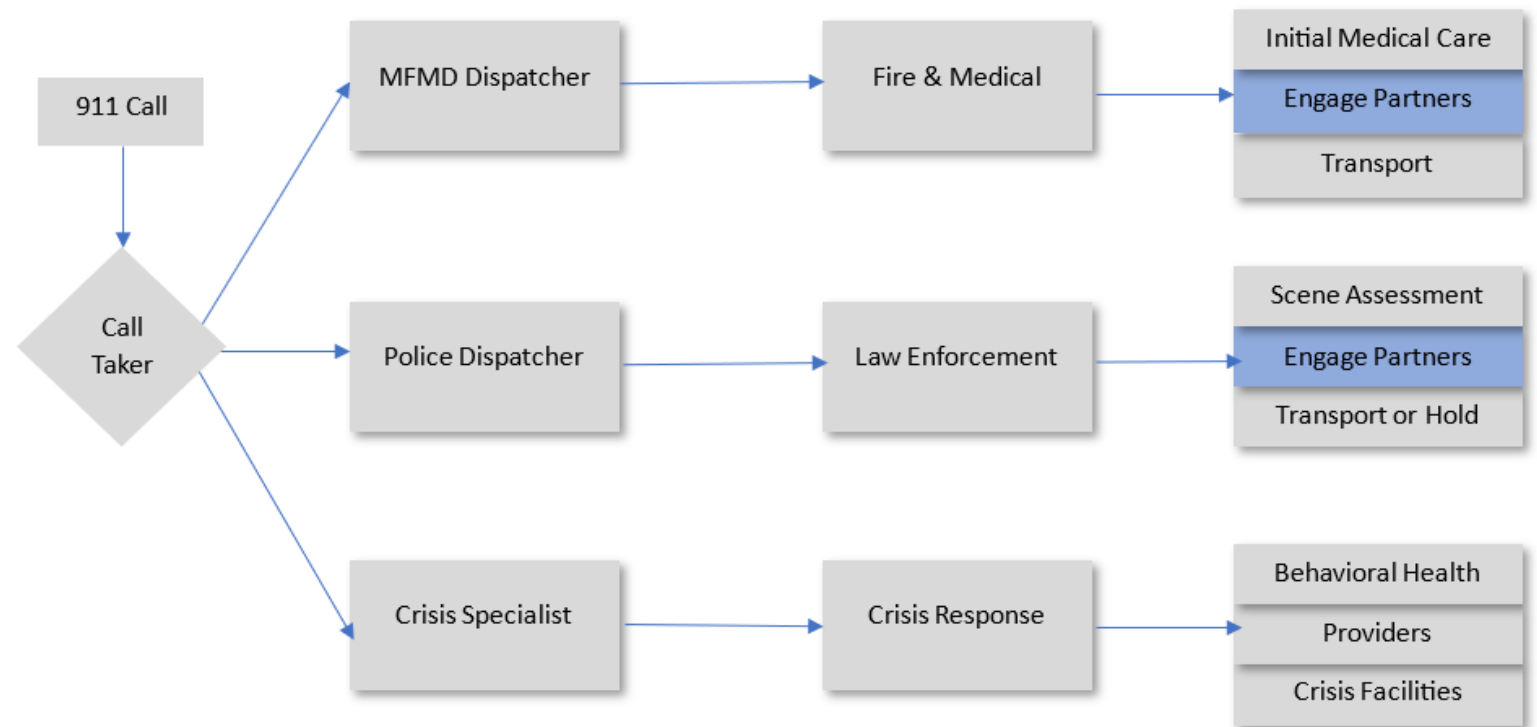 911 Call
Call
Taker
MFMD Dispatcher
Fire & Medical
Initial Medical Care
Engage Partners
Transport
Police Dispatcher
Law Enforcement
Scene Assessment
Engage Partners
Transport or Hold
Crisis Specialist
Crisis Response
Behavioral Health
Providers
Crisis Facilities